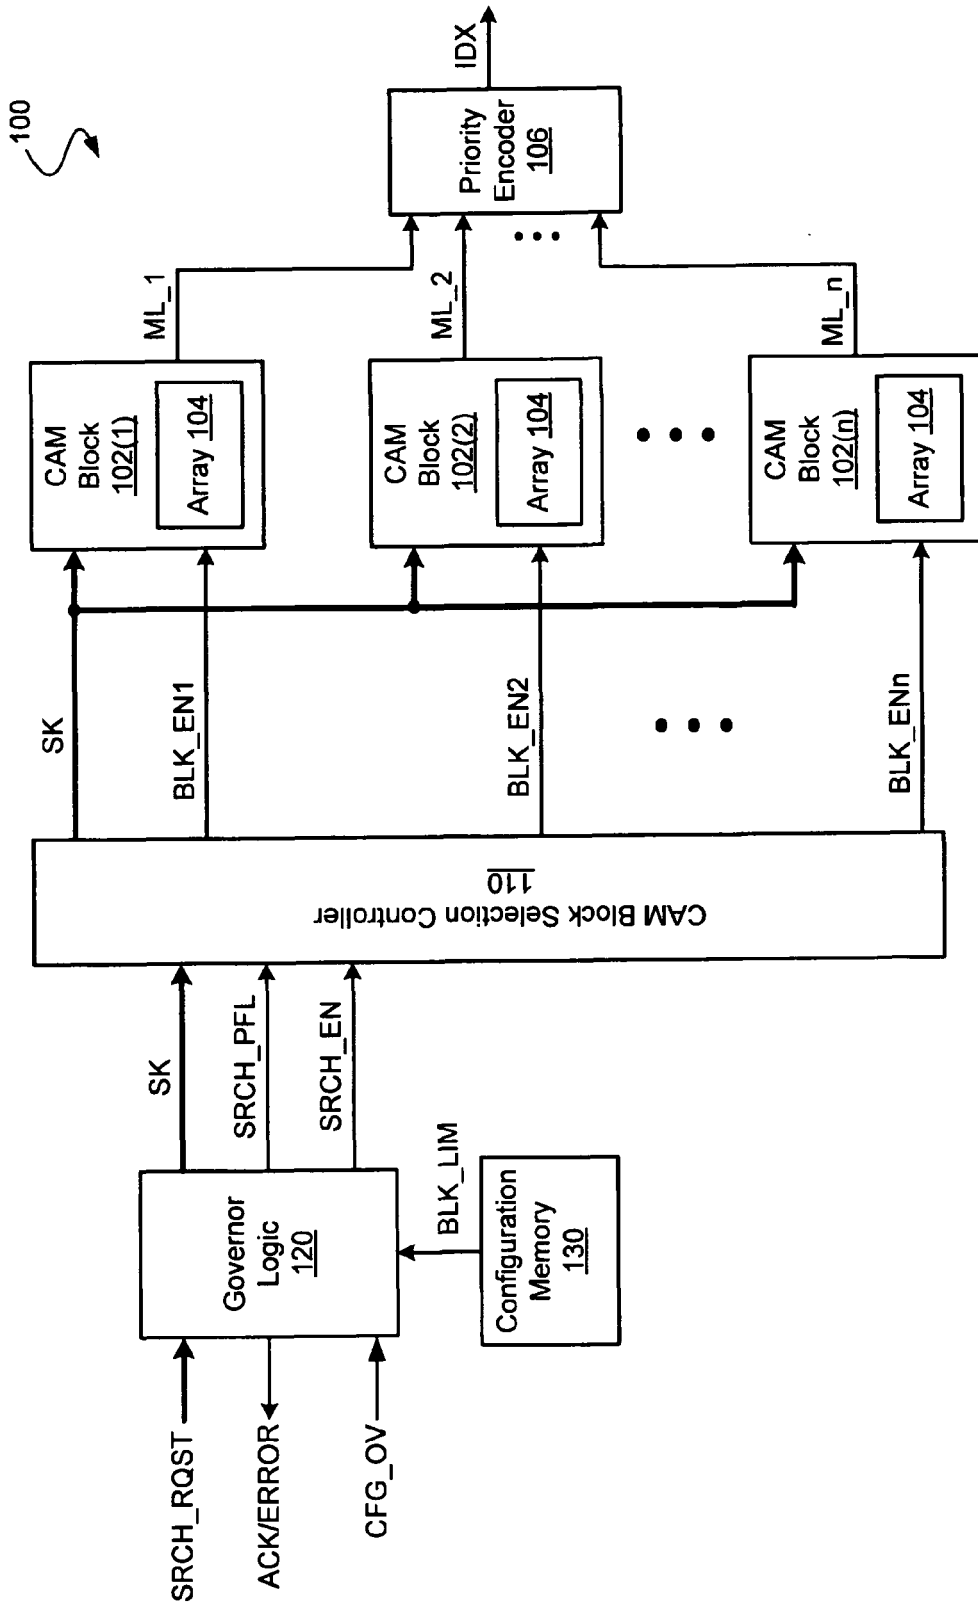 100
SRCH_RQST
ACK/ERROR
CFG_OV
Governor
Logic
120
BLK_LIM
Configuration
Memory
130
SK
SRCH_PFL
SRCH_EN
CAM Block Selection Controller
110
SK
BLK_EN1
BLK_EN2
BLK_ENn
CAM
Block
102(1)
Array 104
CAM
Block
102(2)
Array 104
CAM
Block
102(n)
Array 104
ML_1
ML_2
ML_n
Priority
Encoder
106
IDX